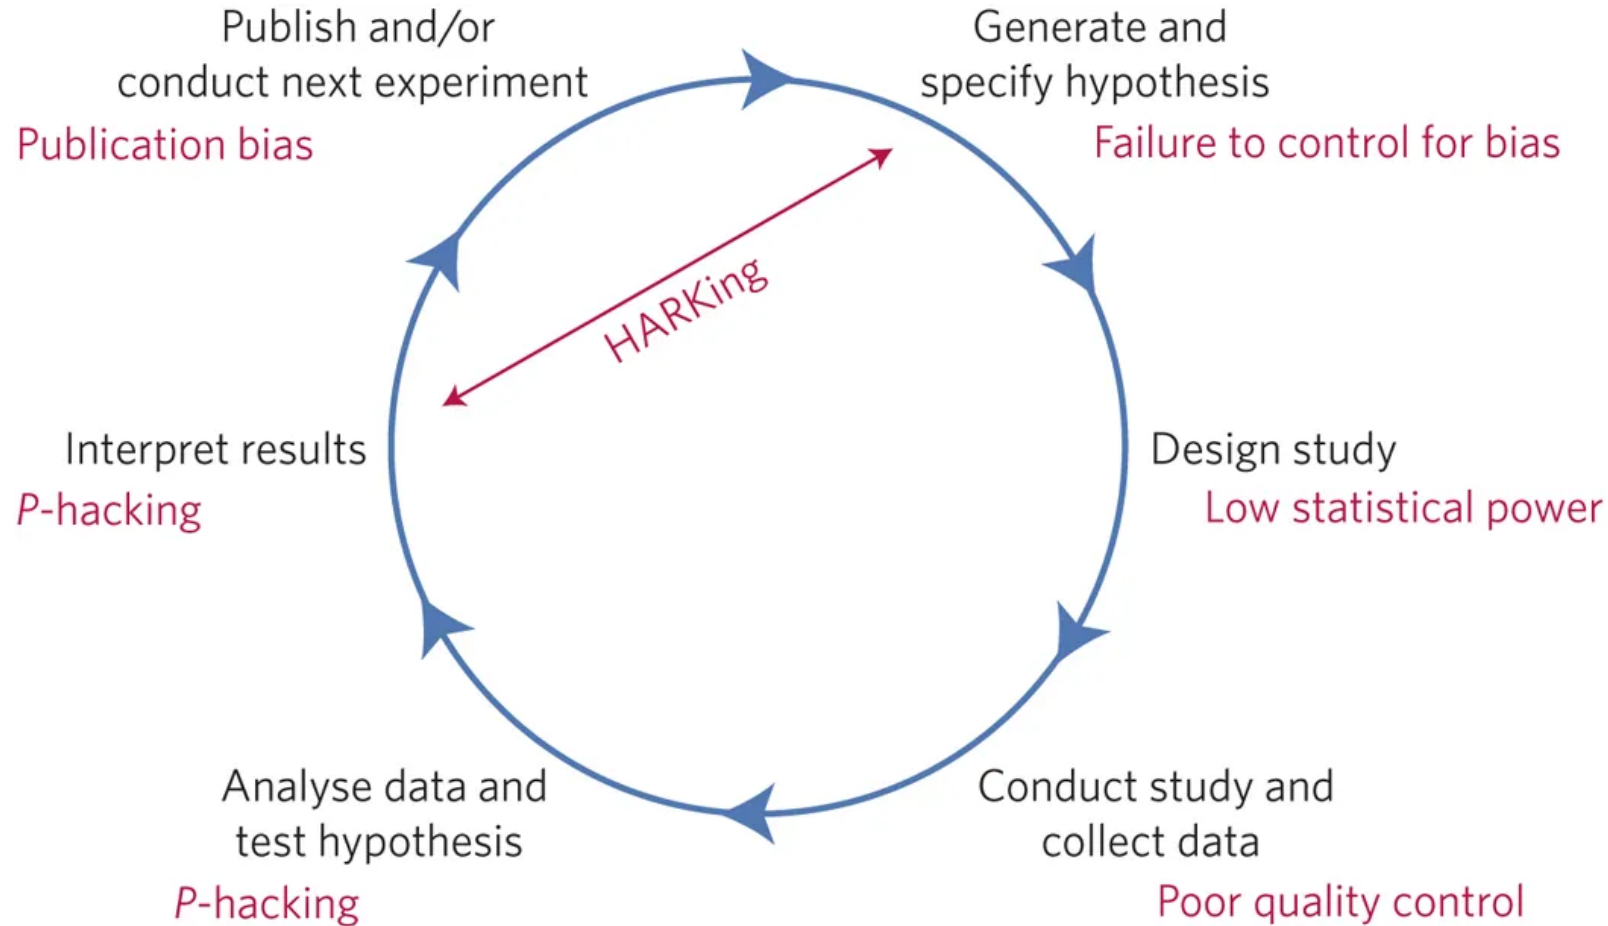 Publish and/or
conduct next experiment
Publication bias
Generate and
specify hypothesis
Failure to control for bias
HARKing
Interpret results
P-hacking
Design study
Low statistical power
Analyse data and
test hypothesis
P-hacking
Conduct study and
collect data
Poor quality control